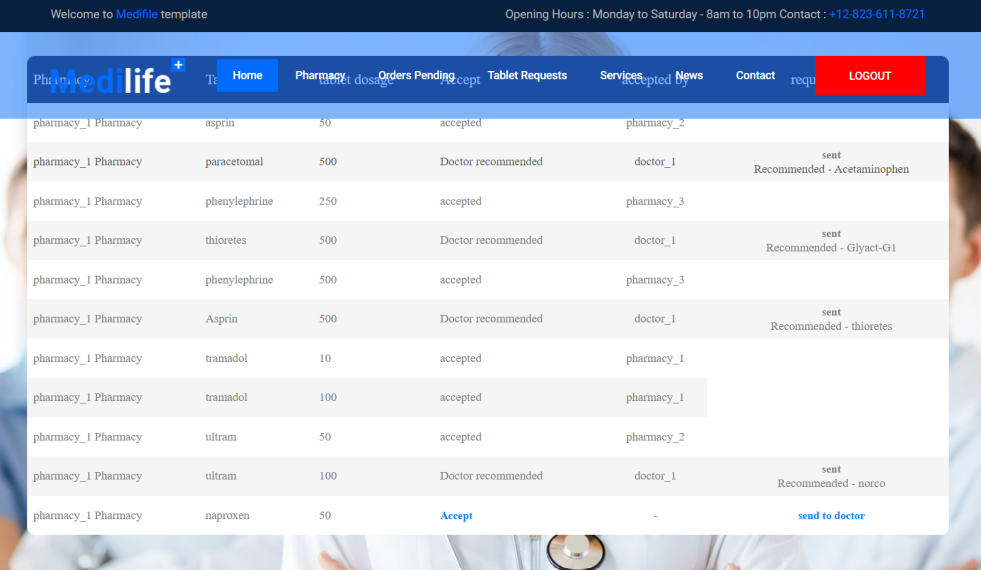 Welcome to Medifile template
Opening Hours : Monday to Saturday - 8am to 10pm Contact : +12-823-611-8721
Medilife +
Home Pharmacy Orders Pending Tablet Requests Services News Contact LOGOUT
Pharmacy Ta tablet dosage Accept accepted by requ
pharmacy_1 Pharmacy asprin 50 accepted pharmacy_2
pharmacy_1 Pharmacy paracetomal 500 Doctor recommended doctor_1 sent
Recommended - Acetaminophen
pharmacy_1 Pharmacy phenylephrine 250 accepted pharmacy_3
pharmacy_1 Pharmacy thioretes 500 Doctor recommended doctor_1 sent
Recommended - Glyact-G1
pharmacy_1 Pharmacy phenylephrine 500 accepted pharmacy_3
pharmacy_1 Pharmacy Asprin 500 Doctor recommended doctor_1 sent
Recommended - thioretes
pharmacy_1 Pharmacy tramadol 10 accepted pharmacy_1
pharmacy_1 Pharmacy tramadol 100 accepted pharmacy_1
pharmacy_1 Pharmacy ultram 50 accepted pharmacy_2
pharmacy_1 Pharmacy ultram 100 Doctor recommended doctor_1 sent
Recommended - norco
pharmacy_1 Pharmacy naproxen 50 Accept - send to doctor